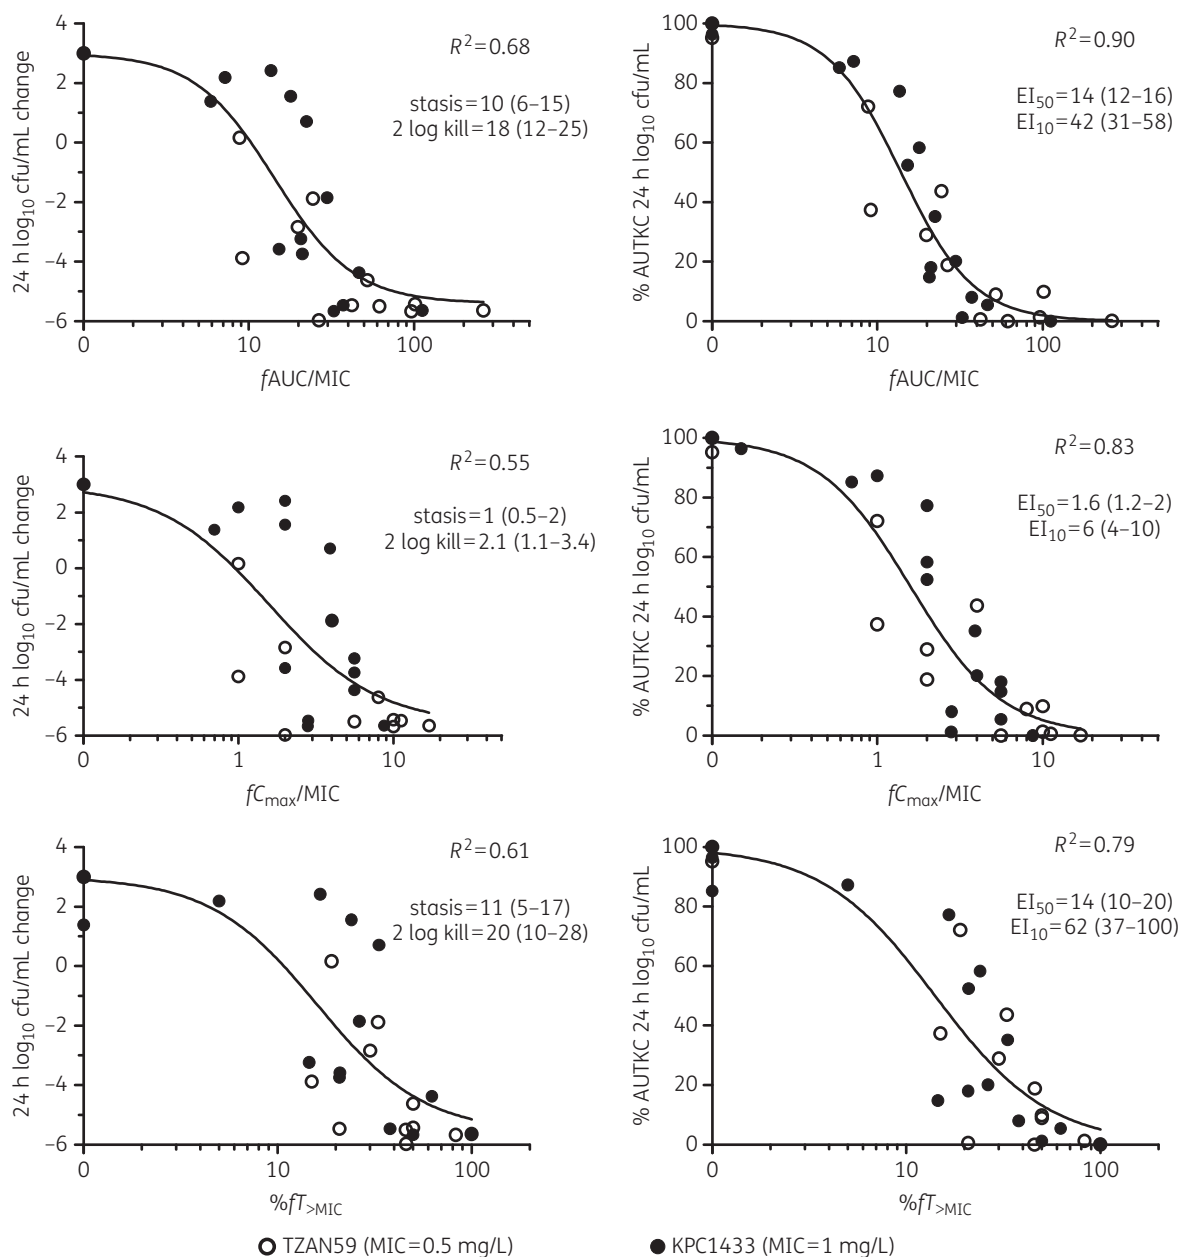 4
2
0
−2
−4
−6
24 h log10 cfu/mL change
R2=0.68
stasis=10 (6–15)
2 log kill=18 (12–25)
0 10 100
fAUC/MIC
100
80
60
40
20
0
% AUTKC 24 h log10 cfu/mL
R2=0.90
EI50=14 (12–16)
EI10=42 (31–58)
0 10 100
fAUC/MIC
4
2
0
−2
−4
−6
24 h log10 cfu/mL change
R2=0.55
stasis=1 (0.5–2)
2 log kill=2.1 (1.1–3.4)
0 1 10
fCmax/MIC
100
80
60
40
20
0
% AUTKC 24 h log10 cfu/mL
R2=0.83
EI50=1.6 (1.2–2)
EI10=6 (4–10)
0 1 10
fCmax/MIC
4
2
0
−2
−4
−6
24 h log10 cfu/mL change
R2=0.61
stasis=11 (5–17)
2 log kill=20 (10–28)
0 10 100
%fT>MIC
100
80
60
40
20
0
% AUTKC 24 h log10 cfu/mL
R2=0.79
EI50=14 (10–20)
EI10=62 (37–100)
0 10 100
%fT>MIC
TZAN59 (MIC=0.5 mg/L)
KPC1433 (MIC=1 mg/L)